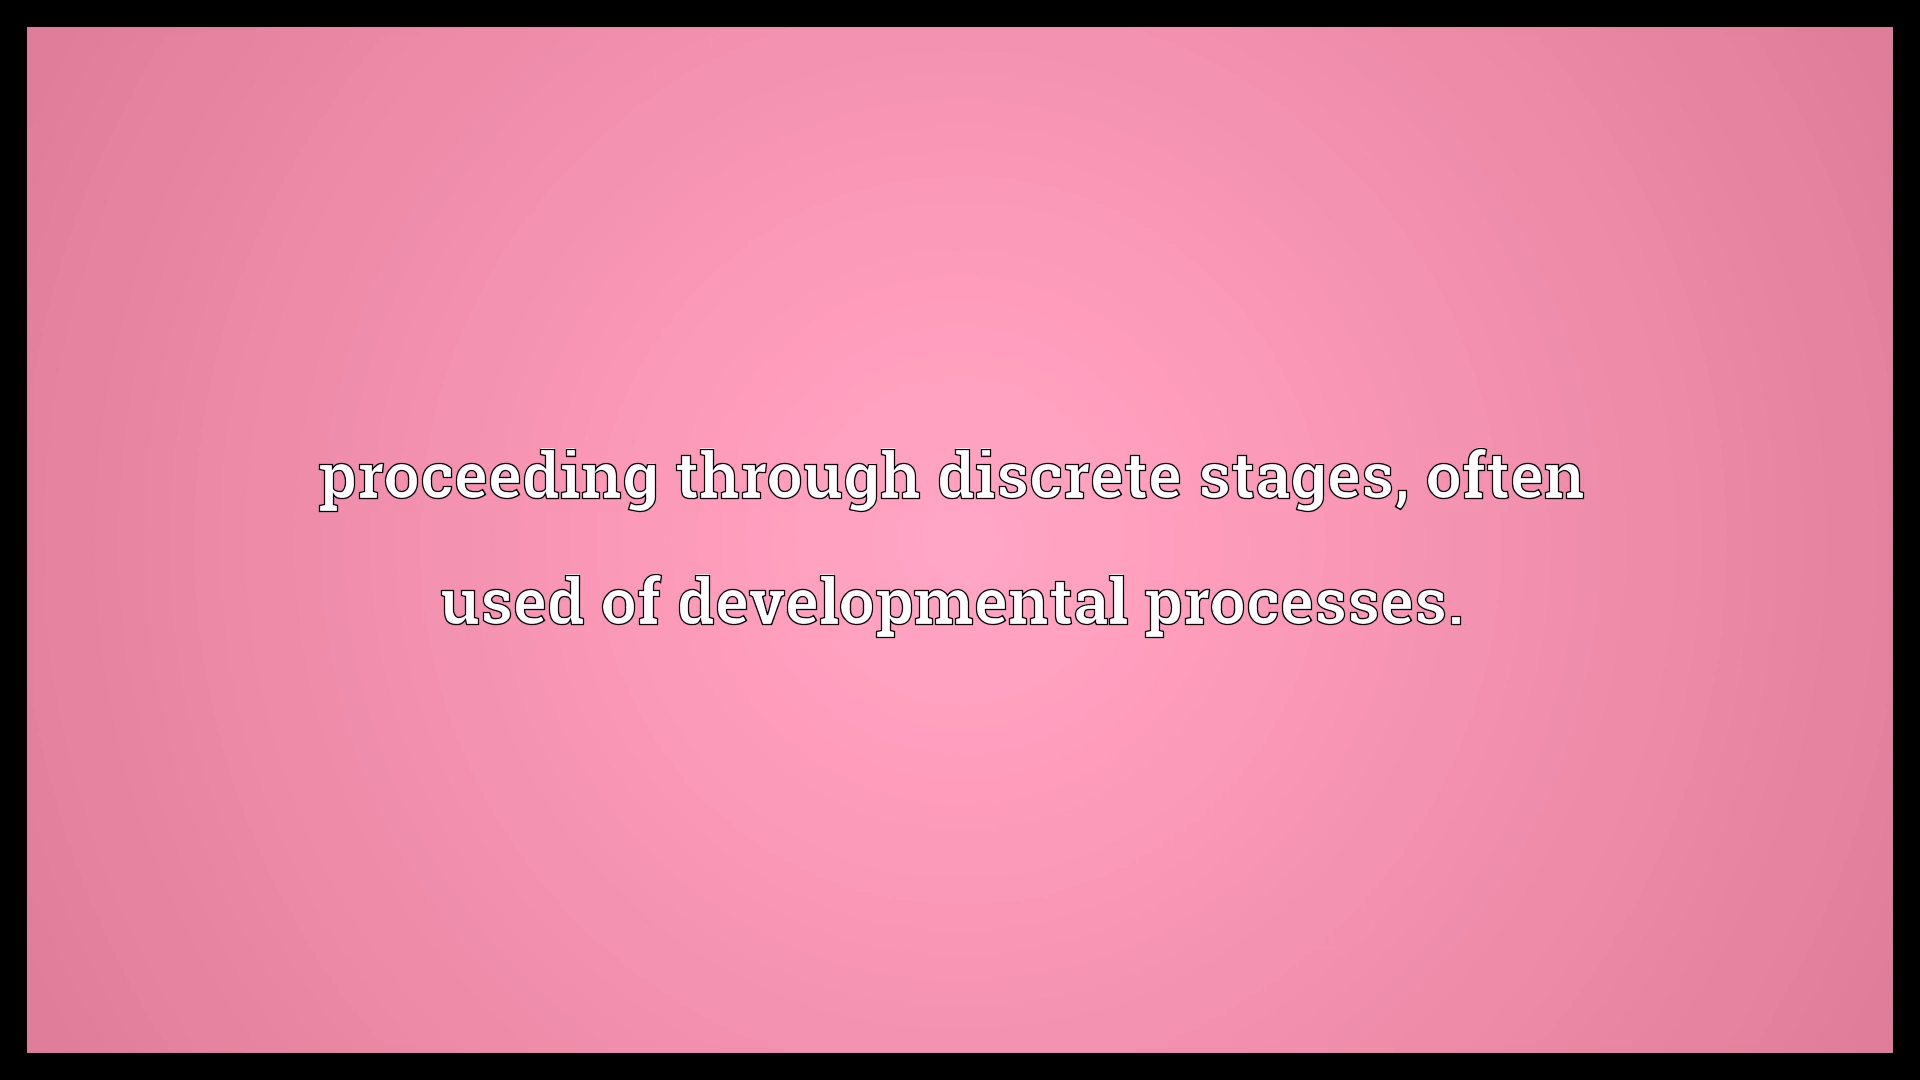 proceeding through discrete stages, often
used of developmental processes.